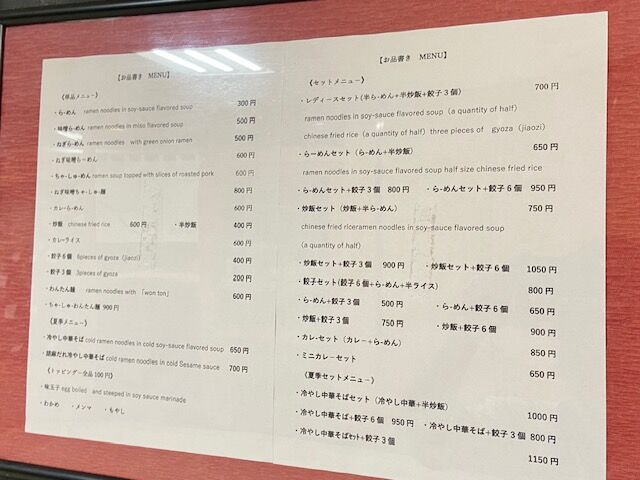 【お品書き MENU】
《単品メニュー》
・らーめん ramen noodles in soy-sauce flavored soup 300円
・味噌らーめん ramen noodles in miso flavored soup 500円
・ねぎらーめん ramen noodles with green onion ramen 500円
・ねぎ味噌らーめん 600円
・ちゃーしゅーめん ramen soup topped with slices of roasted pork 600円
・ねぎ味噌ちゃーしゅー麺 800円
・カレーらーめん 600円
・炒飯 chinese fried rice 600円 ・半炒飯 400円
・カレーライス 600円
・餃子6個 6pieces of gyoza (jiaozi) 400円
・餃子3個 3pieces of gyoza 200円
・わんたん麺 ramen noodles with 「won ton」 600円
・ちゃーしゅーわんたん麺 900円
《夏季メニュー》
・冷やし中華そば cold ramen noodles in cold soy-sauce flavored soup 650円
・胡麻だれ冷やし中華そば cold ramen noodles in cold Sesame sauce 700円
《トッピング一全品100円》
・味玉子 egg boiled and steeped in soy sauce marinade
・わかめ ・メンマ ・もやし
【お品書き MENU】
《セットメニュー》
・レディースセット(半らーめん+半炒飯+餃子3個) 700円
ramen noodles in soy-sauce flavored soup (a quantity of half)
chinese fried rice (a quantity of half) three pieces of gyoza (jiaozi)
・らーめんセット (らーめん+半炒飯) 650円
ramen noodles in soy-sauce flavored soup half size chinese fried rice
・らーめんセット+餃子3個 800円 ・らーめんセット+餃子6個 950円
・炒飯セット (炒飯+半らーめん) 750円
chinese fried riceramen noodles in soy-sauce flavored soup
(a quantity of half)
・炒飯セット+餃子3個 900円 ・炒飯セット+餃子6個 1050円
・餃子セット(餃子6個+らーめん+半ライス) 800円
・らーめん+餃子3個 500円 ・らーめん+餃子6個 650円
・炒飯+餃子3個 750円 ・炒飯+餃子6個 900円
・カレーセット (カレー+らーめん) 850円
・ミニカレーセット 650円
《夏季セットメニュー》
・冷やし中華そばセット (冷やし中華+半炒飯) 1000円
・冷やし中華そば+餃子6個 950円 ・冷やし中華そば+餃子3個 800円
・冷やし中華そばセット+餃子3個 1150円